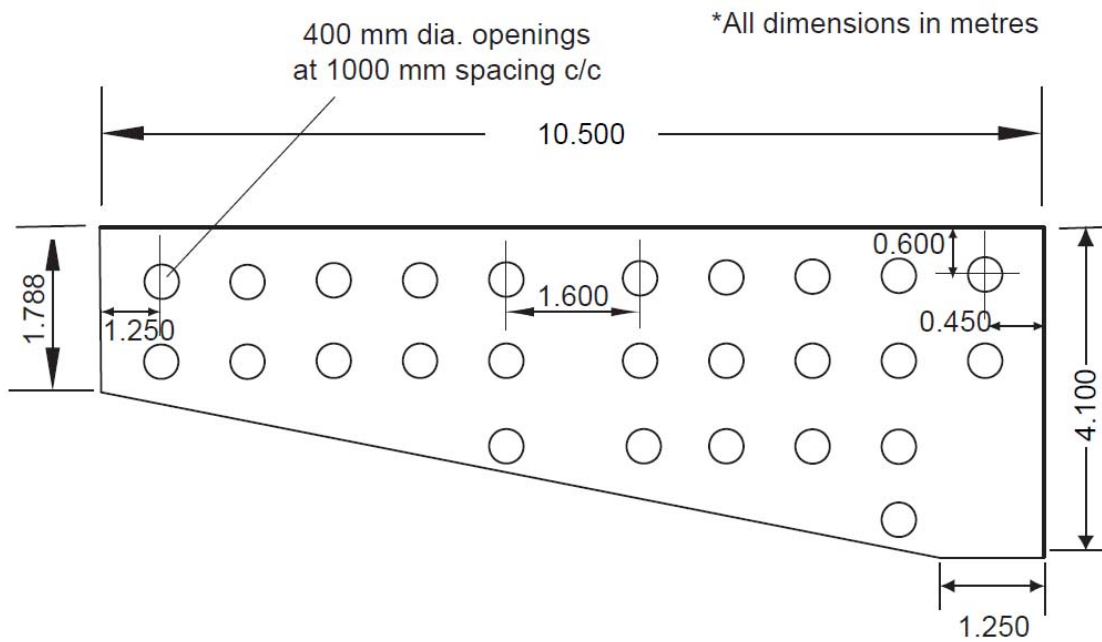 400 mm dia. openings
at 1000 mm spacing c/c
*All dimensions in metres
10.500
0.600
1.788
1.250
1.600
0.450
4.100
1.250